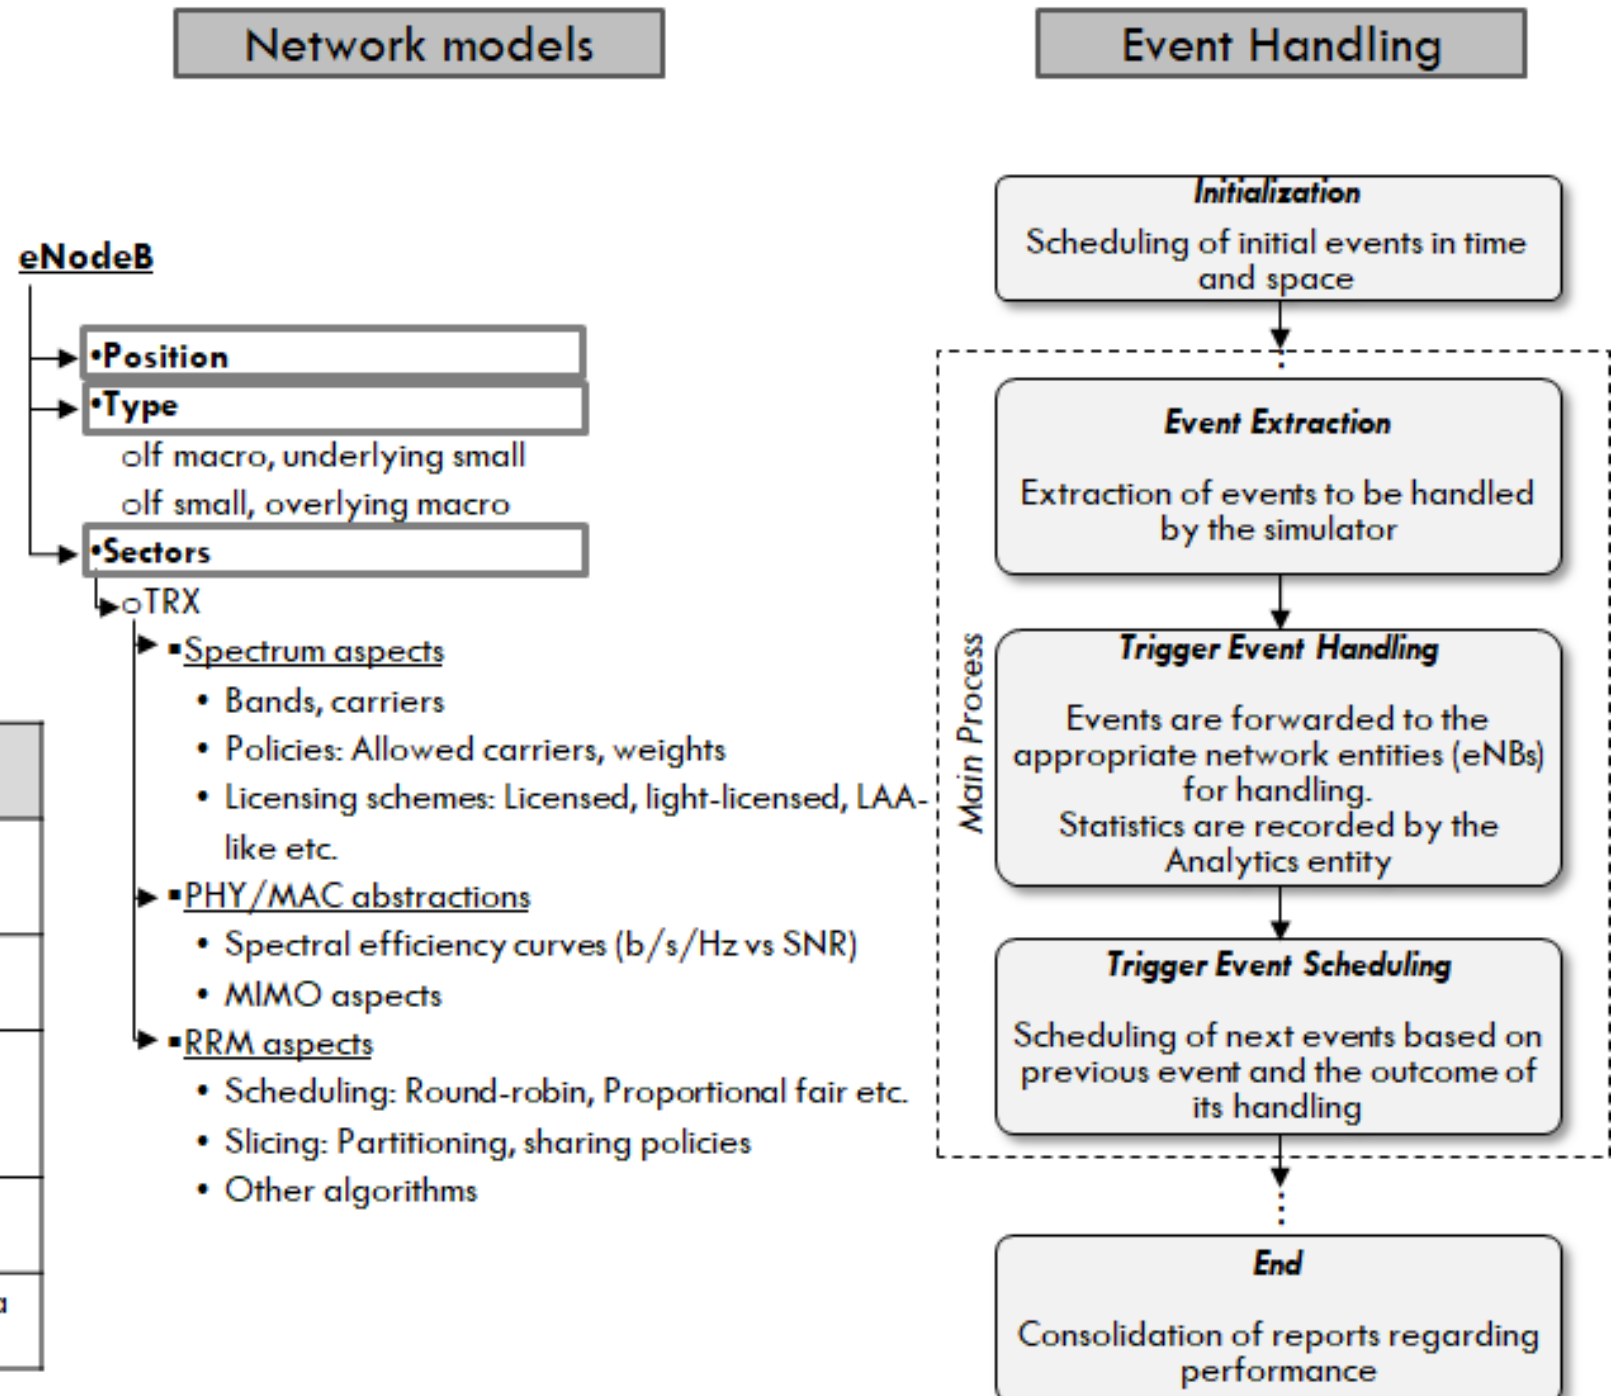 Network models
eNodeB
•Position
•Type
oIf macro, underlying small
oIf small, overlying macro
•Sectors
oTRX
▪Spectrum aspects
• Bands, carriers
• Policies: Allowed carriers, weights
• Licensing schemes: Licensed, light-licensed, LAA-
like etc.
▪PHY/MAC abstractions
• Spectral efficiency curves (b/s/Hz vs SNR)
• MIMO aspects
▪RRM aspects
• Scheduling: Round-robin, Proportional fair etc.
• Slicing: Partitioning, sharing policies
• Other algorithms
a
Event Handling
Initialization
Scheduling of initial events in time
and space
Main Process
Event Extraction
Extraction of events to be handled
by the simulator
Trigger Event Handling
Events are forwarded to the
appropriate network entities (eNBs)
for handling.
Statistics are recorded by the
Analytics entity
Trigger Event Scheduling
Scheduling of next events based on
previous event and the outcome of
its handling
End
Consolidation of reports regarding
performance